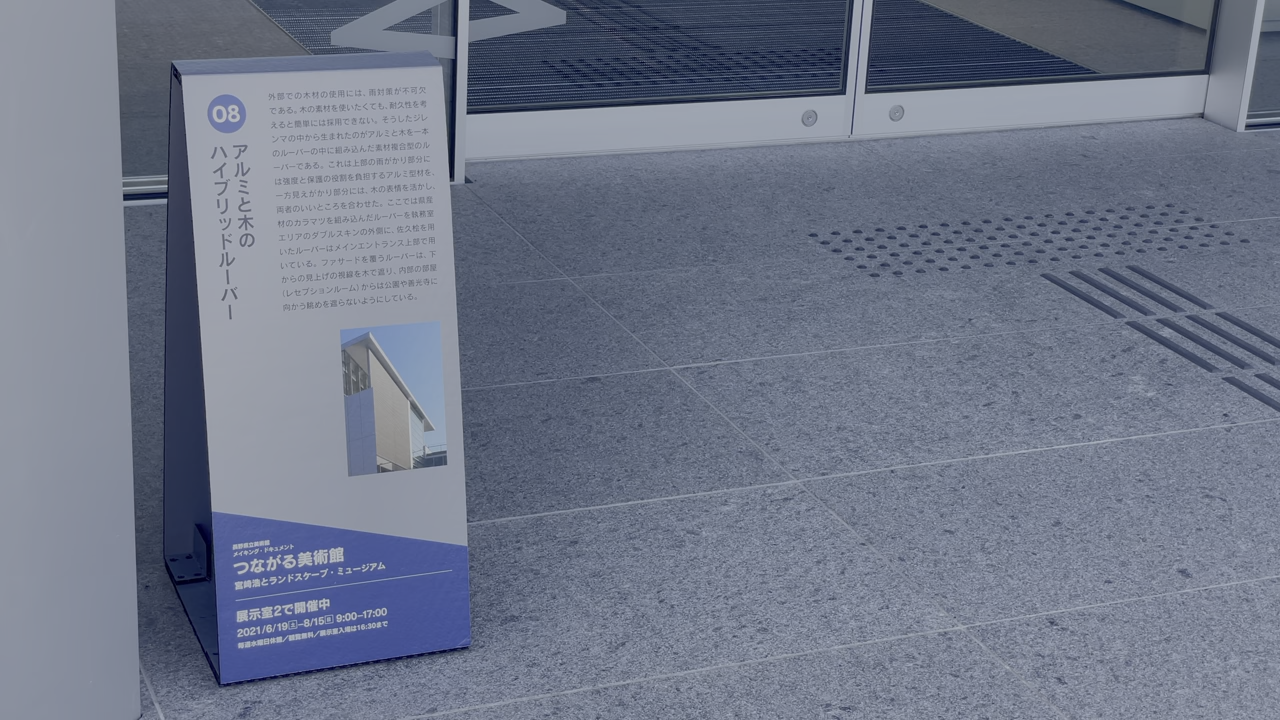 08
アルミと木の
ハイブリッドルーバー
外部での木材の使用には、雨対策が不可欠
である。木の素材を使いたくても、耐久性を考
えると簡単には採用できない。そうしたジレ
ンマの中から生まれたのがアルミと木を一本
のルーバーの中に組み込んだ素材複合型のル
ーバーである。これは上部の雨がかり部分に
は強度と保護の役割を負担するアルミ型材を、
一方見えがかり部分には、木の表情を活かし、
両者のいいところを合わせた。ここでは県産
材のカラマツを組み込んだルーバーを執務室
エリアのダブルスキンの外側に、佐久桧を用
いたルーバーはメインエントランス上部で用
いている。ファサードを覆うルーバーは、下
からの見上げの視線を木で遮り、内部の部屋
(レセプションルーム)からは公園や善光寺に
向かう眺めを遮らないようにしている。
長野県立美術館
メイキング・ドキュメント
つながる美術館
宮崎浩とランドスケープ・ミュージアム
展示室2で開催中
2021/6/19[土]–8/15[日] 9:00–17:00
毎週水曜日休館/観覧無料/展示室入場は16:30まで